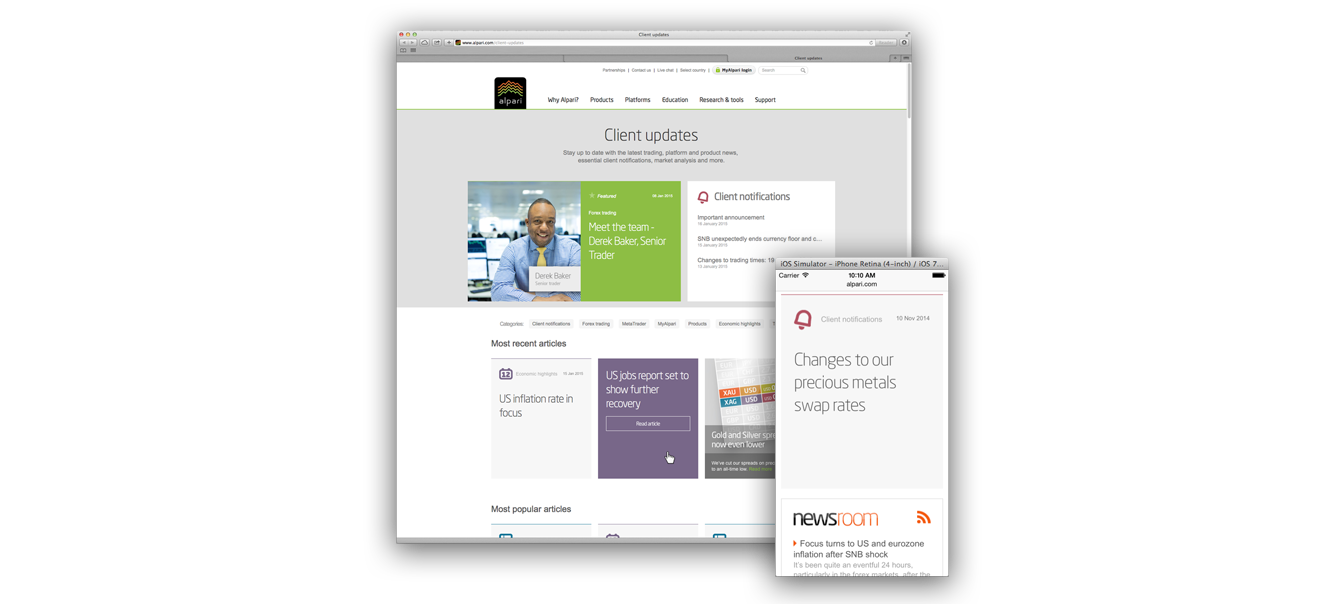 Client updates
www.alpari.com/client-updates
Client updates
Partnerships | Contact us | Live chat | Select country | MyAlpari login Search
alpari
Why Alpari? Products Platforms Education Research & tools Support
Client updates
Stay up to date with the latest trading, platform and product news,
essential client notifications, market analysis and more.
Featured 08 Jan 2015
Forex trading
Meet the team -
Derek Baker, Senior
Trader
Derek Baker
Senior trader
Client notifications
Important announcement
16 January 2015
SNB unexpectedly ends currency floor and c...
15 January 2015
Changes to trading times: 19
13 January 2015
Categories: Client notifications Forex trading MetaTrader MyAlpari Products Economic highlights
Most recent articles
12 Economic highlights 15 Jan 2015
US inflation rate in
focus
US jobs report set to
show further
recovery
Read article
XAU USD
XAG USD USD
Gold and Silver spre
now even lower
We've cut our spreads on prec
to an all-time low. Read more
Most popular articles
iOS Simulator - iPhone Retina (4-inch) / iOS 7...
Carrier 10:10 AM
alpari.com
Client notifications 10 Nov 2014
Changes to our
precious metals
swap rates
newsroom
Focus turns to US and eurozone
inflation after SNB shock
It's been quite an eventful 24 hours,
particularly in the forex markets, after the